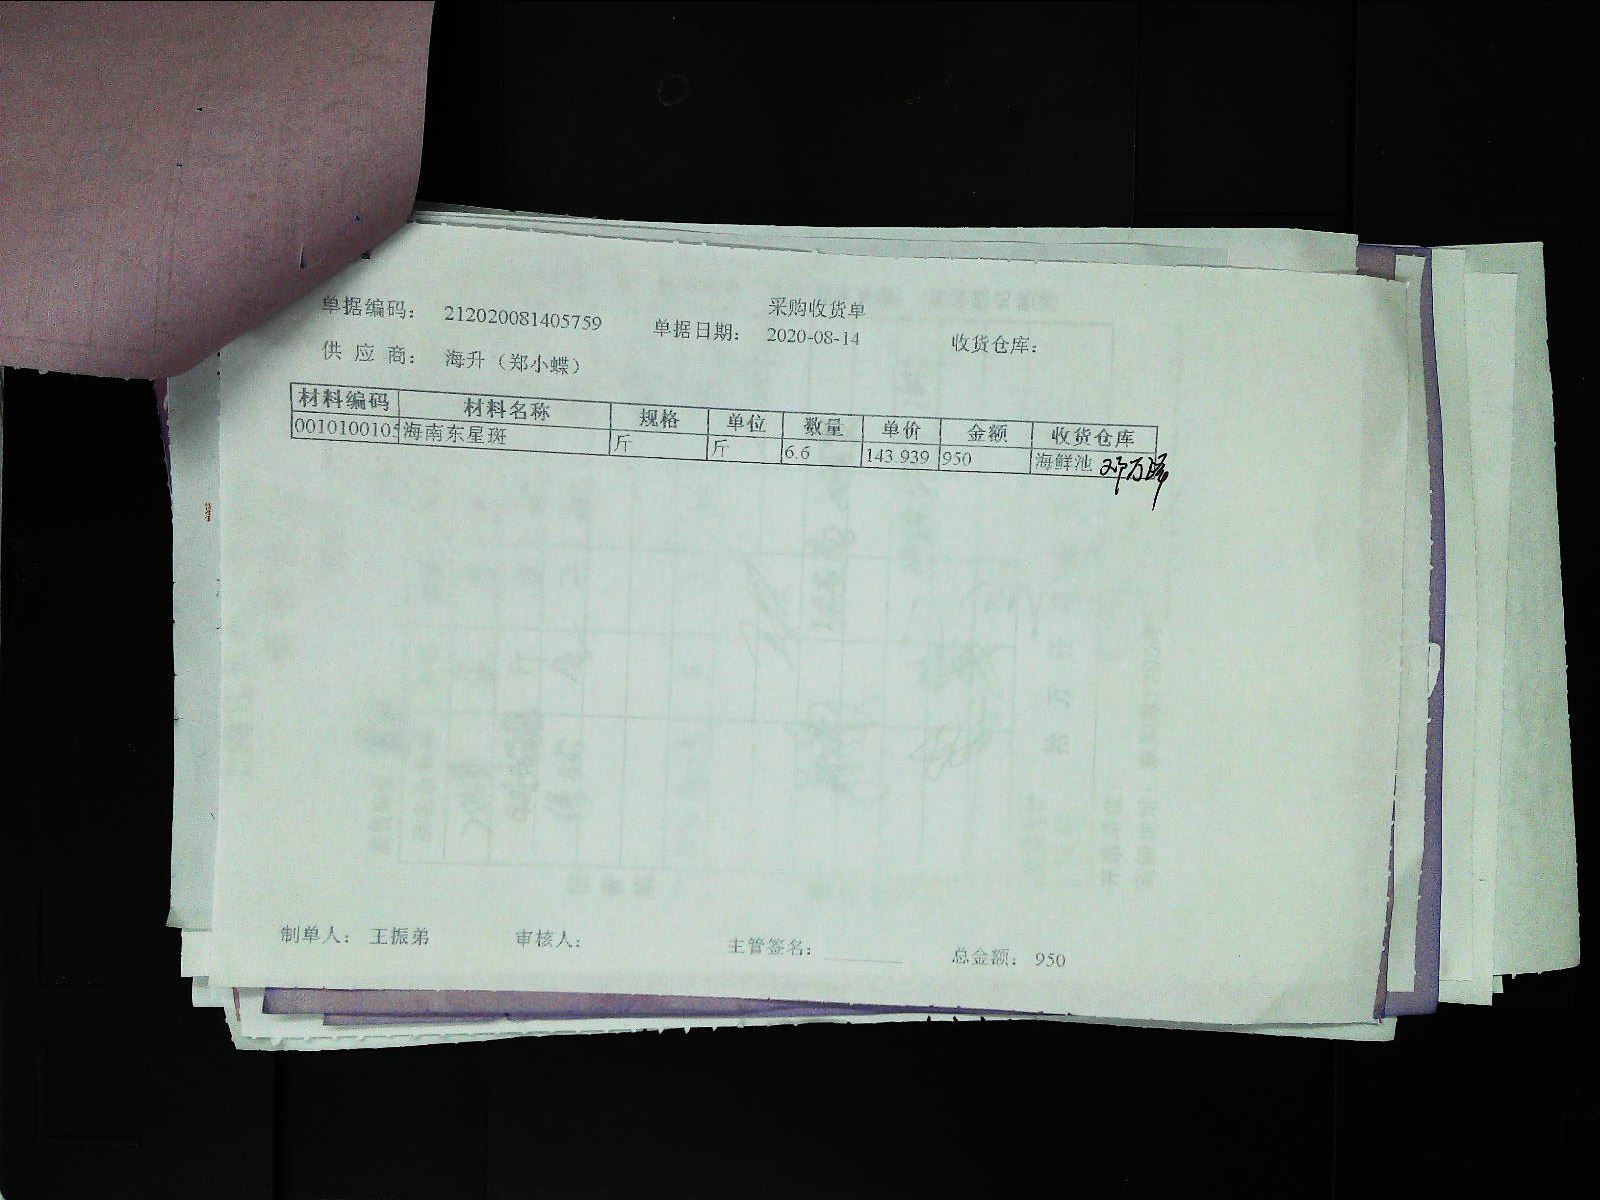 采购收货单
单据编码： 212020081405759 单据日期： 2020-08-14 收货仓库：
供 应 商： 海升（郑小蝶）
材料编码 材料名称 规格 单位 数量 单价 金额 收货仓库
0010100105 海南东星斑 斤 斤 6.6 143.939 950 海鲜池
制单人： 王振弟 审核人： 主管签名： 总金额： 950